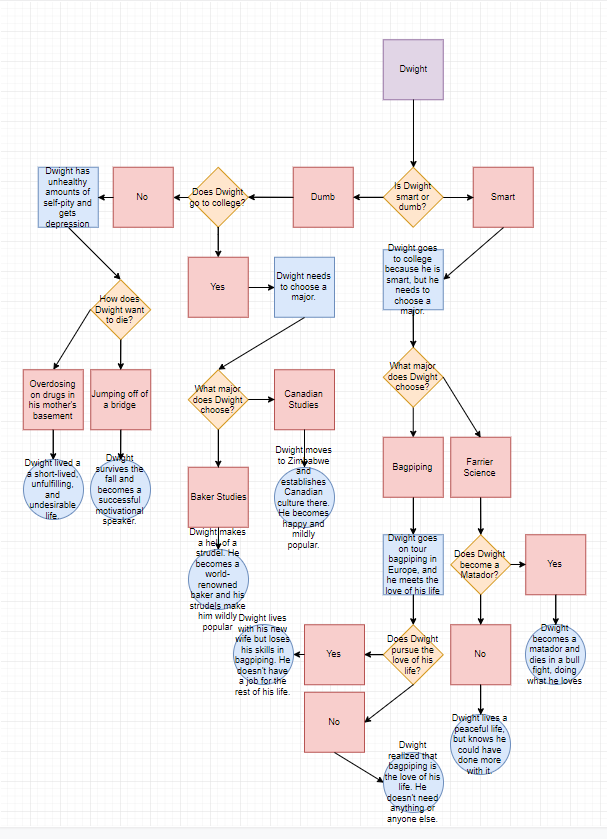 Dwight
Dwight has
unhealthy
amounts of
self-pity and
gets
depression
No
Does Dwight
go to college?
Dumb
Is Dwight
smart or
dumb?
Smart
Yes
Dwight needs
to choose a
major.
Dwight goes
to college
because he is
smart, but he
needs to
choose a
major.
How does
Dwight want
to die?
What major
does Dwight
choose?
Canadian
Studies
What major
does Dwight
choose?
Overdosing
on drugs in
his mother's
basement
Jumping off of
a bridge
Baker Studies
Bagpiping
Farrier
Science
Dwight lived a
a short-lived,
unfulfilling,
and
undesirable
life.
Dwight
survives the
fall and
becomes a
successful
motivational
speaker.
Dwight moves
to Zimbabwe
and
establishes
Canadian
culture there.
He becomes
happy and
mildly
popular.
Dwight makes
a hell of a
strudel. He
becomes a
world-
renowned
baker and his
strudels make
him wildly
popular
Dwight goes
on tour
bagpiping in
Europe, and
he meets the
love of his life
Does Dwight
become a
Matador?
Yes
Dwight lives
with his new
wife but loses
his skills in
bagpiping. He
doesn't have
a job for the
rest of his life.
Yes
Does Dwight
pursue the
love of his
life?
No
Dwight
becomes a
matador and
dies in a bull
fight, doing
what he loves
No
Dwight
realized that
bagpiping is
the love of his
life. He
doesn't need
anything or
anyone else.
Dwight lives a
peaceful life,
but knows he
could have
done more
with it.